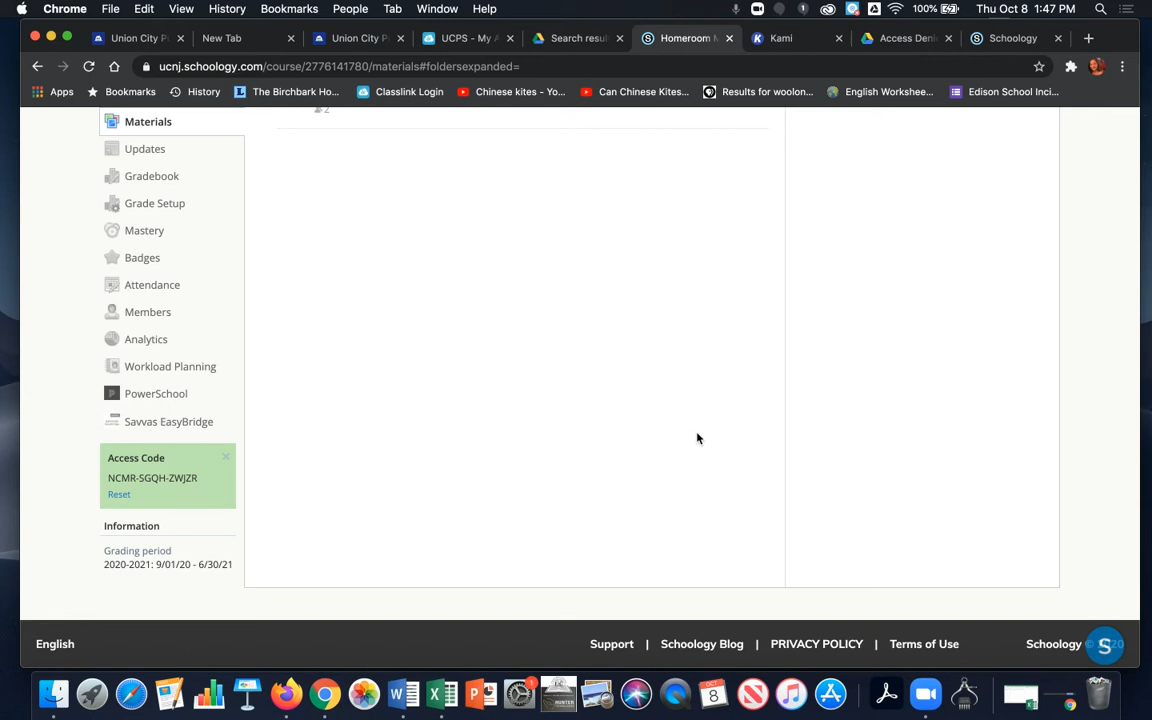 Chrome File Edit View History Bookmarks People Tab Window Help 100% Thu Oct 8 1:47 PM
Union City P New Tab Union City P UCPS - My A Search resul Homeroom M Kami Access Deni Schoology
ucnj.schoology.com/course/2776141780/materials#foldersexpanded=
Apps Bookmarks History The Birchbark Ho... Classlink Login Chinese kites - Yo... Can Chinese Kites... Results for woolon... English Workshee... Edison School Inci...
2
Materials
Updates
Gradebook
Grade Setup
Mastery
Badges
Attendance
Members
Analytics
Workload Planning
PowerSchool
Savvas EasyBridge
Access Code
NCMR-SGQH-ZWJZR
Reset
Information
Grading period
2020-2021: 9/01/20 - 6/30/21
English Support | Schoology Blog | PRIVACY POLICY | Terms of Use Schoology ©